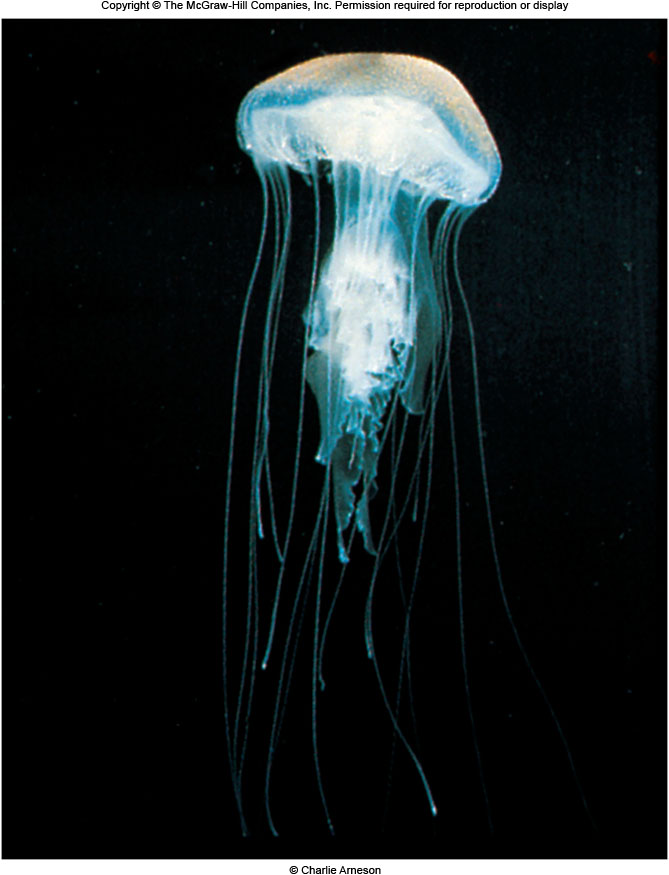 Copyright © The McGraw-Hill Companies, Inc. Permission required for reproduction or display
© Charlie Arneson